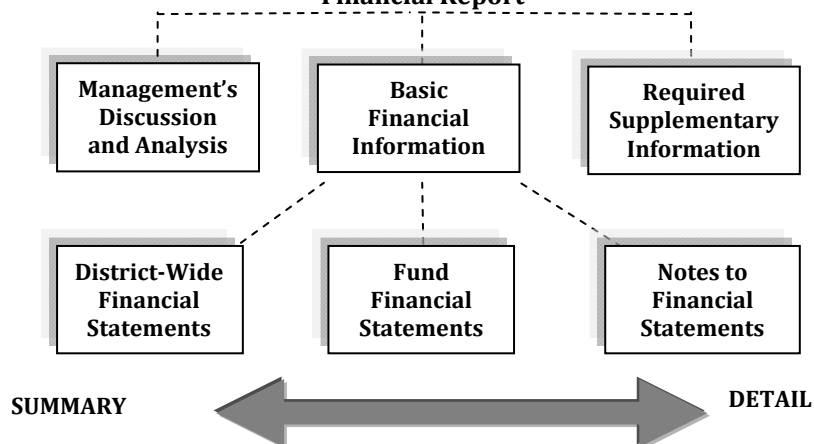 Financial Report
Management’s
Discussion
and Analysis
Basic
Financial
Information
Required
Supplementary
Information
District-Wide
Financial
Statements
Fund
Financial
Statements
Notes to
Financial
Statements
SUMMARY
DETAIL